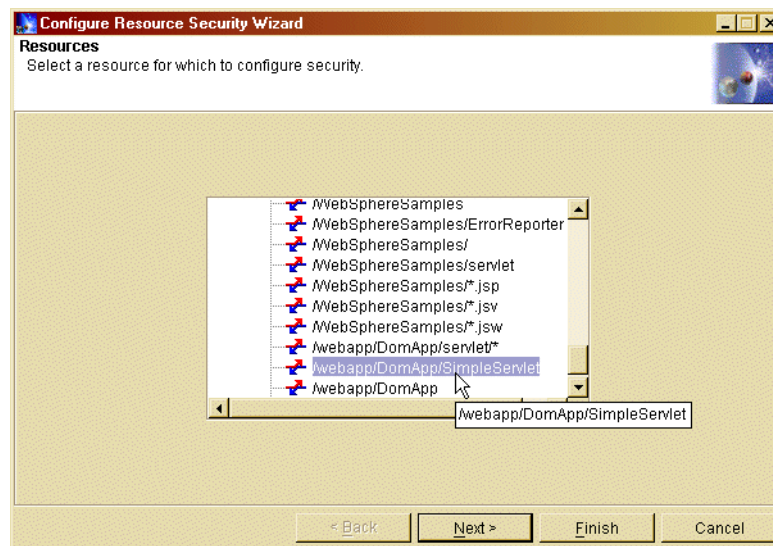 Configure Resource Security Wizard
Resources
Select a resource for which to configure security.
/WebSphereSamples
/WebSphereSamples/ErrorReporter
/WebSphereSamples/
/WebSphereSamples/servlet
/WebSphereSamples/*.jsp
/WebSphereSamples/*.jsv
/WebSphereSamples/*.jsw
/webapp/DomApp/servlet/*
/webapp/DomApp/SimpleServlet
/webapp/DomApp
/webapp/DomApp/SimpleServlet
< Back Next > Finish Cancel